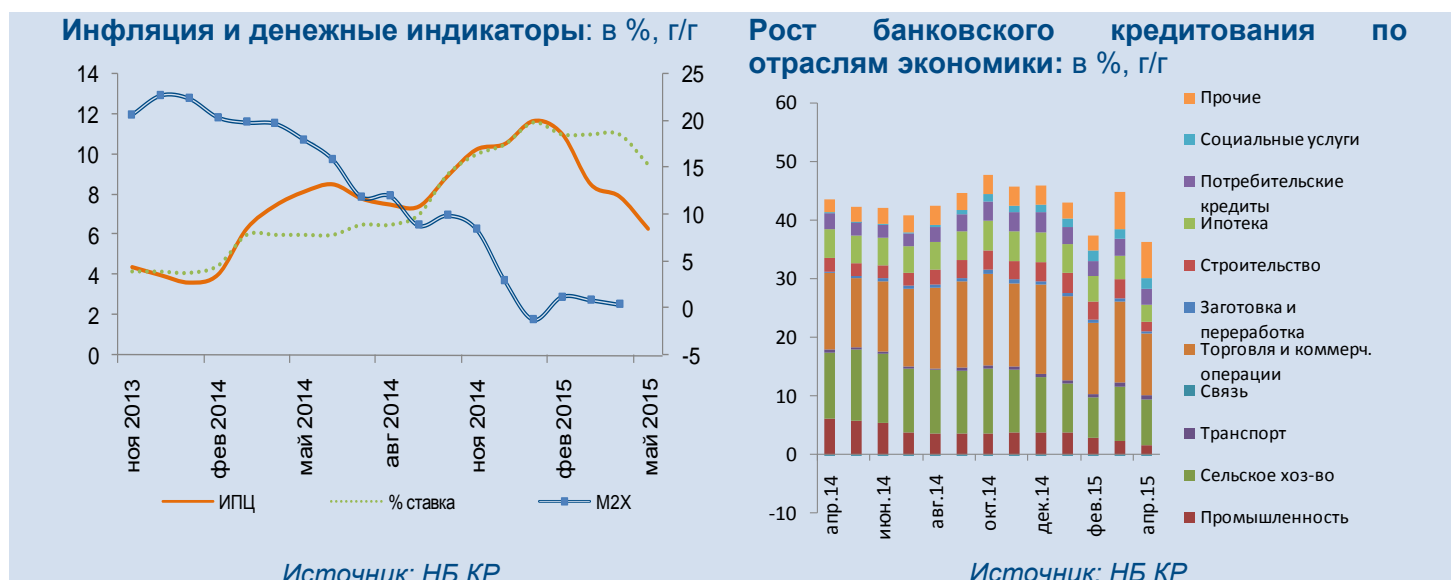 Инфляция и денежные индикаторы: в %, г/г
14
12
10
8
6
4
2
0
25
20
15
10
5
0
-5
ноя 2013
фев 2014
май 2014
авг 2014
ноя 2014
фев 2015
май 2015
ИПЦ
% ставка
M2X
Источник: НБ КР
Рост банковского кредитования по
отраслям экономики: в %, г/г
60
50
40
30
20
10
0
-10
апр.14
июн.14
авг.14
окт.14
дек.14
фев.15
апр.15
Прочие
Социальные услуги
Потребительские
кредиты
Ипотека
Строительство
Заготовка и
переработка
Торговля и коммерч.
операции
Связь
Транспорт
Сельское хоз-во
Промышленность
Источник: НБ КР